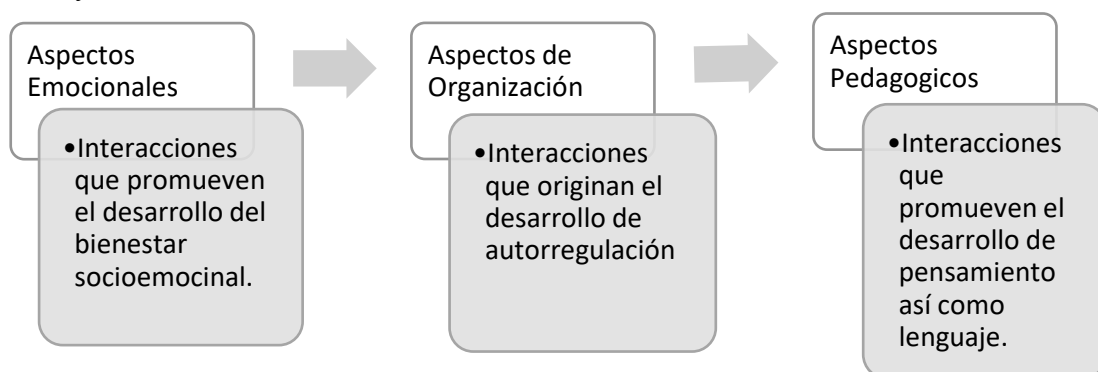 Aspectos
Emocionales
•Interacciones
que promueven
el desarrollo del
bienestar
socioemocinal.
Aspectos de
Organización
•Interacciones
que originan el
desarrollo de
autorregulación
Aspectos
Pedagogicos
•Interacciones
que
promueven el
desarrollo de
pensamiento
así como
lenguaje.